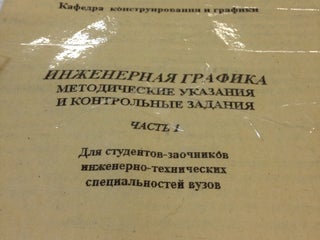 Кафедра конструирования и графики
ИНЖЕНЕРНАЯ ГРАФИКА
МЕТОДИЧЕСКИЕ УКАЗАНИЯ
И КОНТРОЛЬНЫЕ ЗАДАНИЯ
ЧАСТЬ 1
Для студентов-заочников
инженерно-технических
специальностей вузов